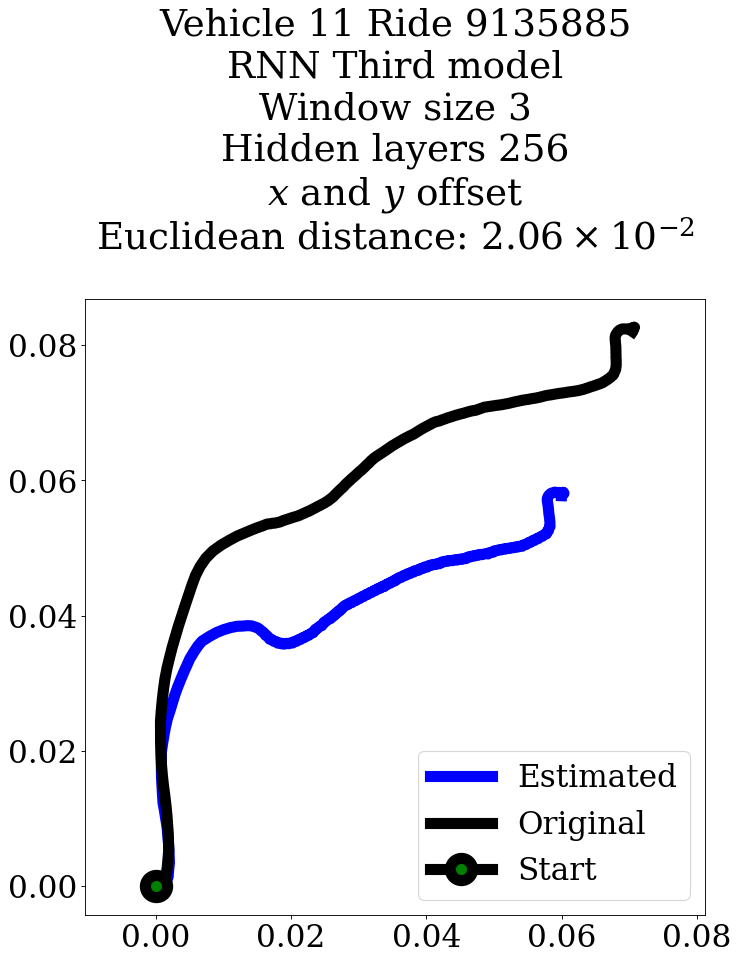 Vehicle 11 Ride 9135885
RNN Third model
Window size 3
Hidden layers 256
x and y offset
Euclidean distance: 2.06 × 10⁻²
0.08
0.06
0.04
0.02
0.00
Estimated
Original
Start
0.00 0.02 0.04 0.06 0.08